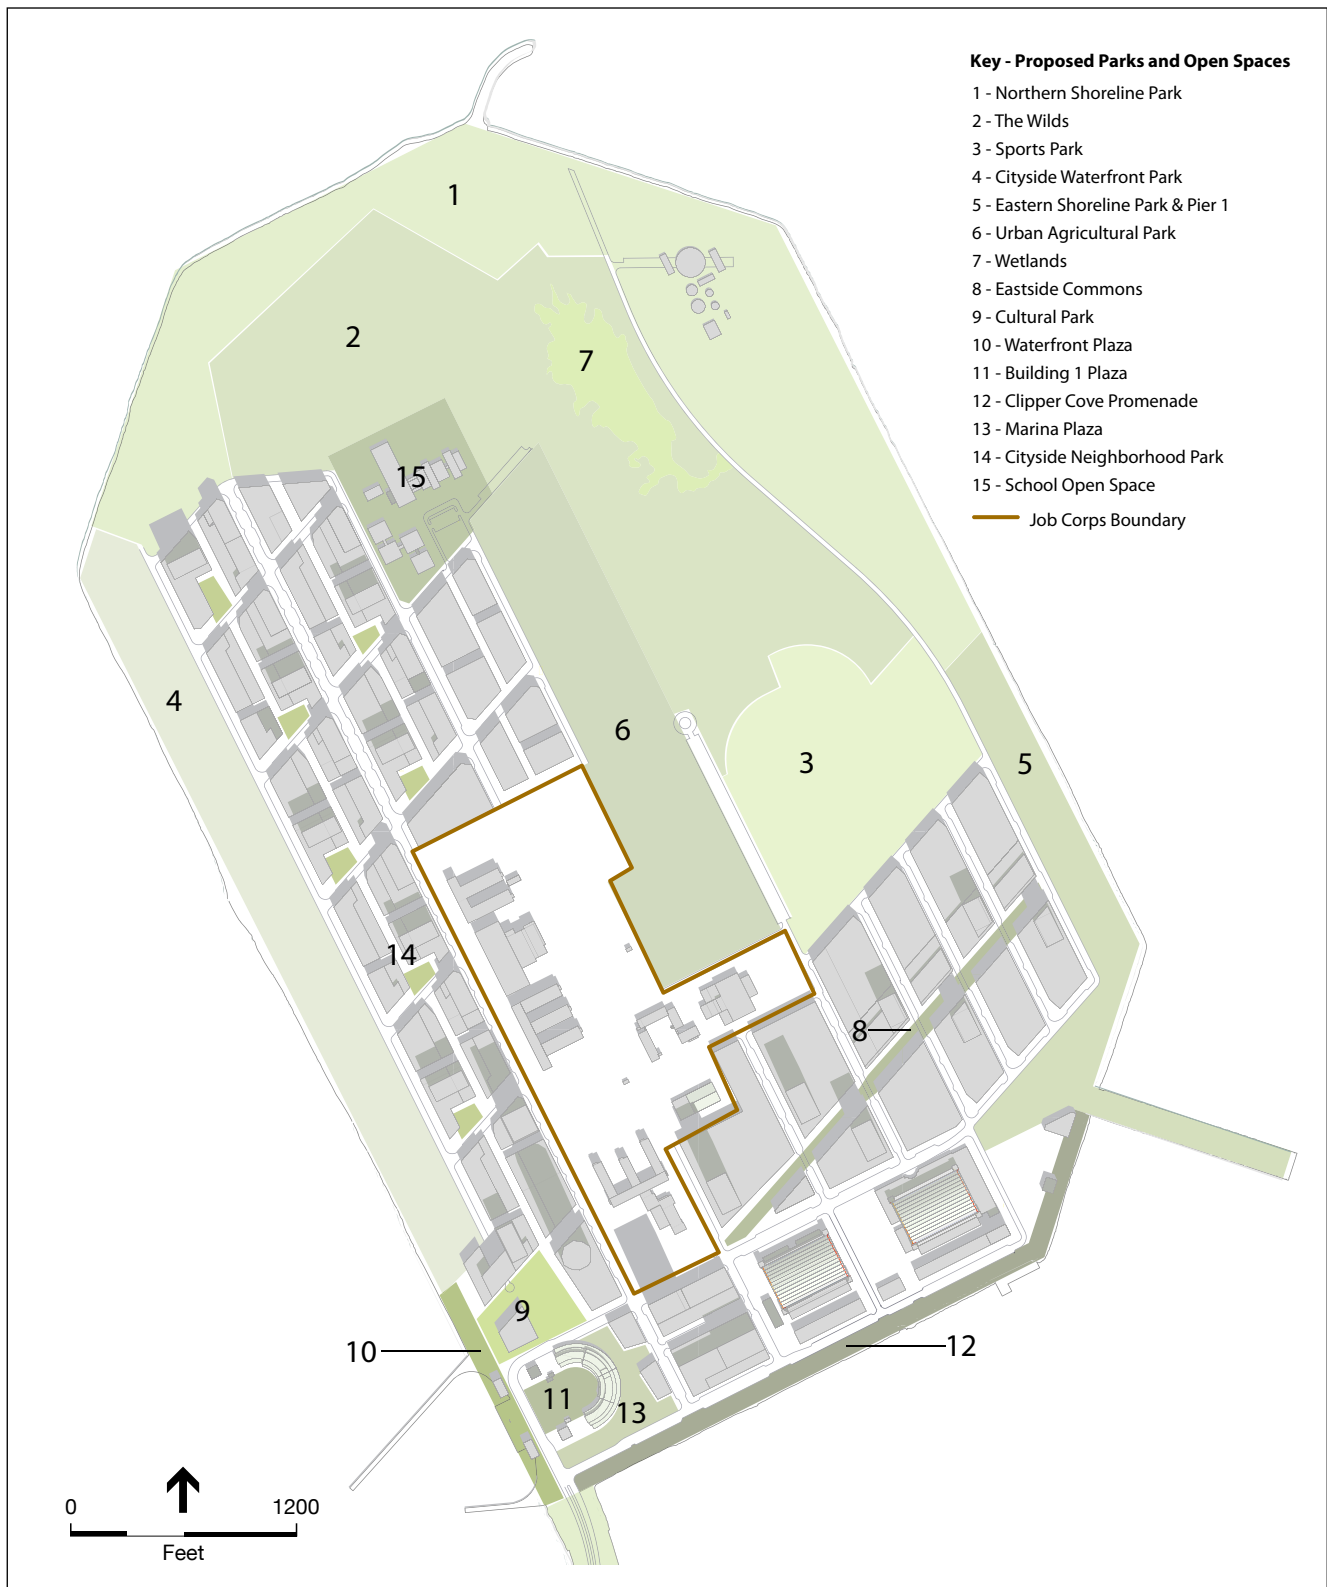 Key - Proposed Parks and Open Spaces
1 - Northern Shoreline Park
2 - The Wilds
3 - Sports Park
4 - Cityside Waterfront Park
5 - Eastern Shoreline Park & Pier 1
6 - Urban Agricultural Park
7 - Wetlands
8 - Eastside Commons
9 - Cultural Park
10 - Waterfront Plaza
11 - Building 1 Plaza
12 - Clipper Cove Promenade
13 - Marina Plaza
14 - Cityside Neighborhood Park
15 - School Open Space
Job Corps Boundary
1
2
7
15
4
6
3
5
14
8
9
10
12
11
13
0 1200
Feet